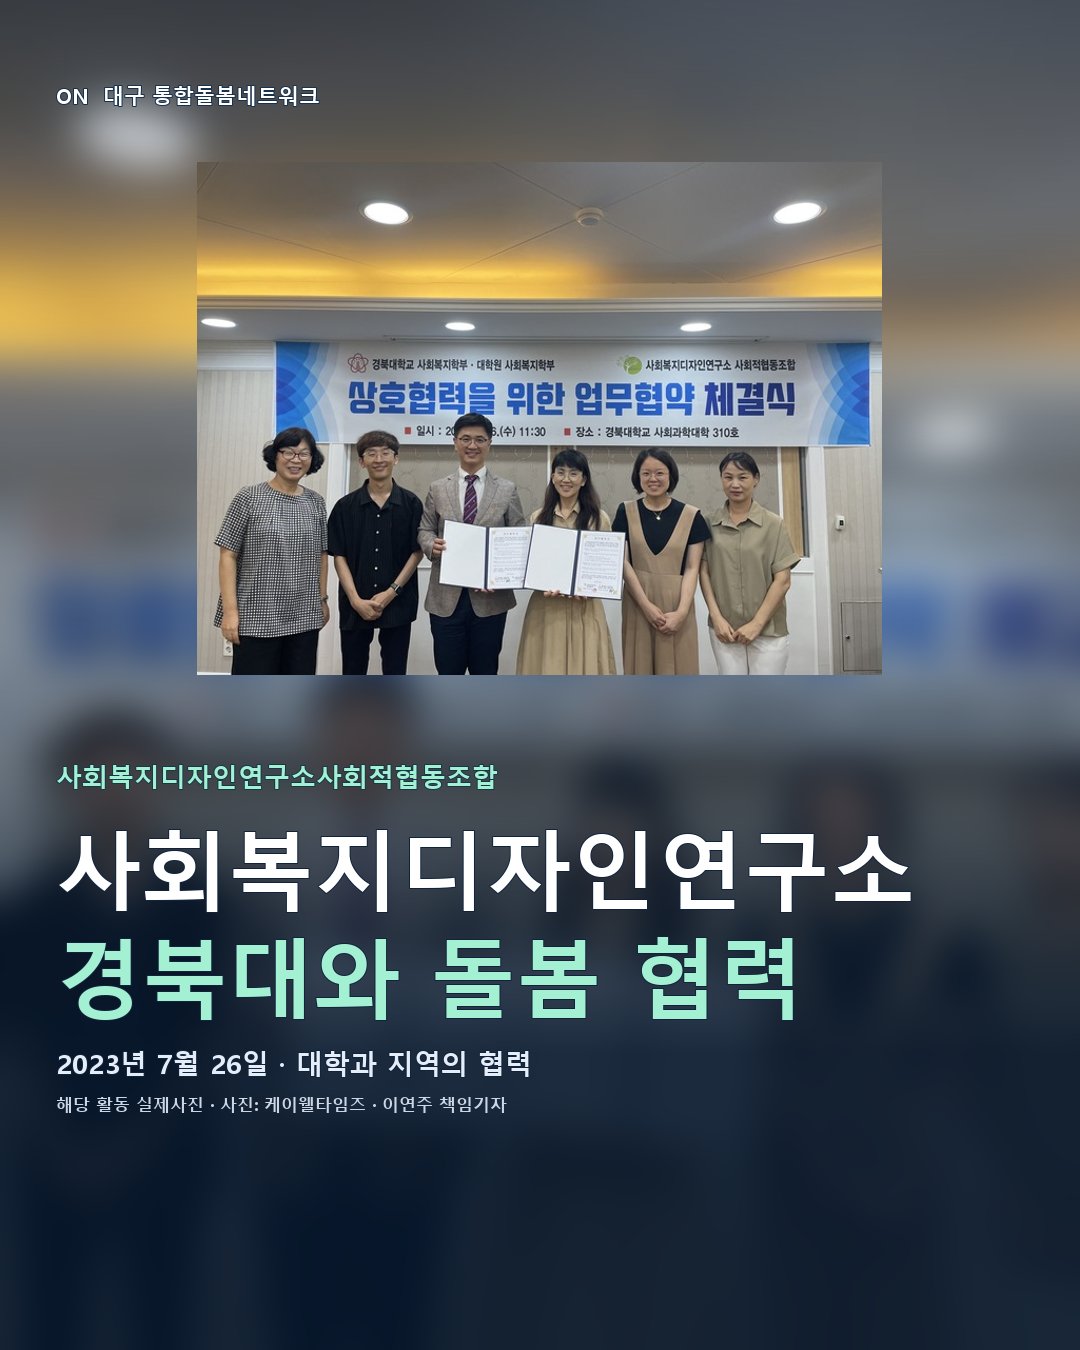 ON 대구 통합돌봄네트워크
경북대학교 사회복지학부 · 대학원 사회복지학부
사회복지디자인연구소 사회적협동조합
상호협력을 위한 업무협약 체결식
■ 일시 : 20 6.(수) 11:30 ■ 장소 : 경북대학교 사회과학대학 310호
사회복지디자인연구소사회적협동조합
사회복지디자인연구소
경북대와 돌봄 협력
2023년 7월 26일 · 대학과 지역의 협력
해당 활동 실제사진 · 사진: 케이웰타임즈 · 이연주 책임기자